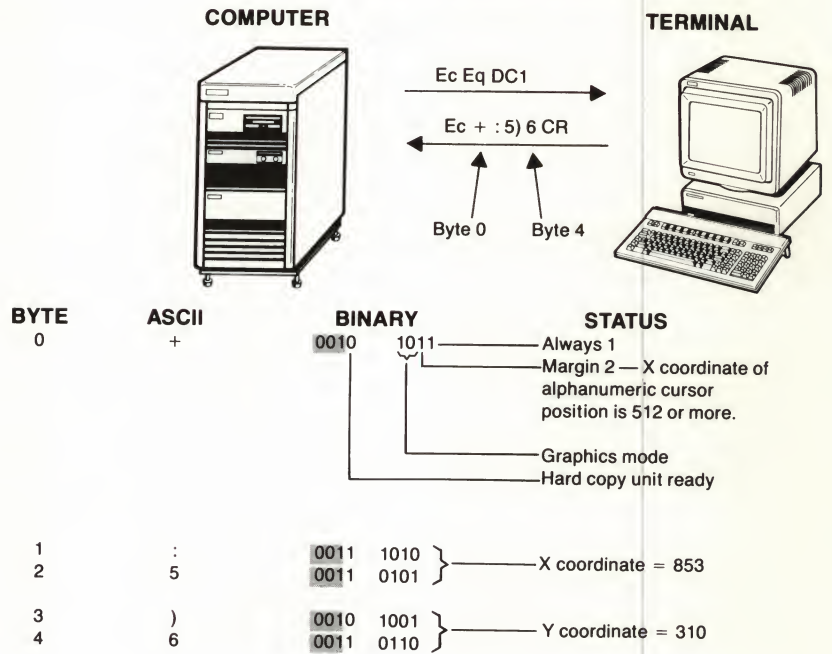 COMPUTER
TERMINAL
Ec Eq DC1
Ec + : 5) 6 CR
Byte 0 Byte 4
BYTE ASCII BINARY STATUS
0 + 0010 1011 Always 1
Margin 2 — X coordinate of
alphanumeric cursor
position is 512 or more.
Graphics mode
Hard copy unit ready
1 : 0011 1010
2 5 0011 0101
X coordinate = 853
3 ) 0010 1001
4 6 0011 0110
Y coordinate = 310